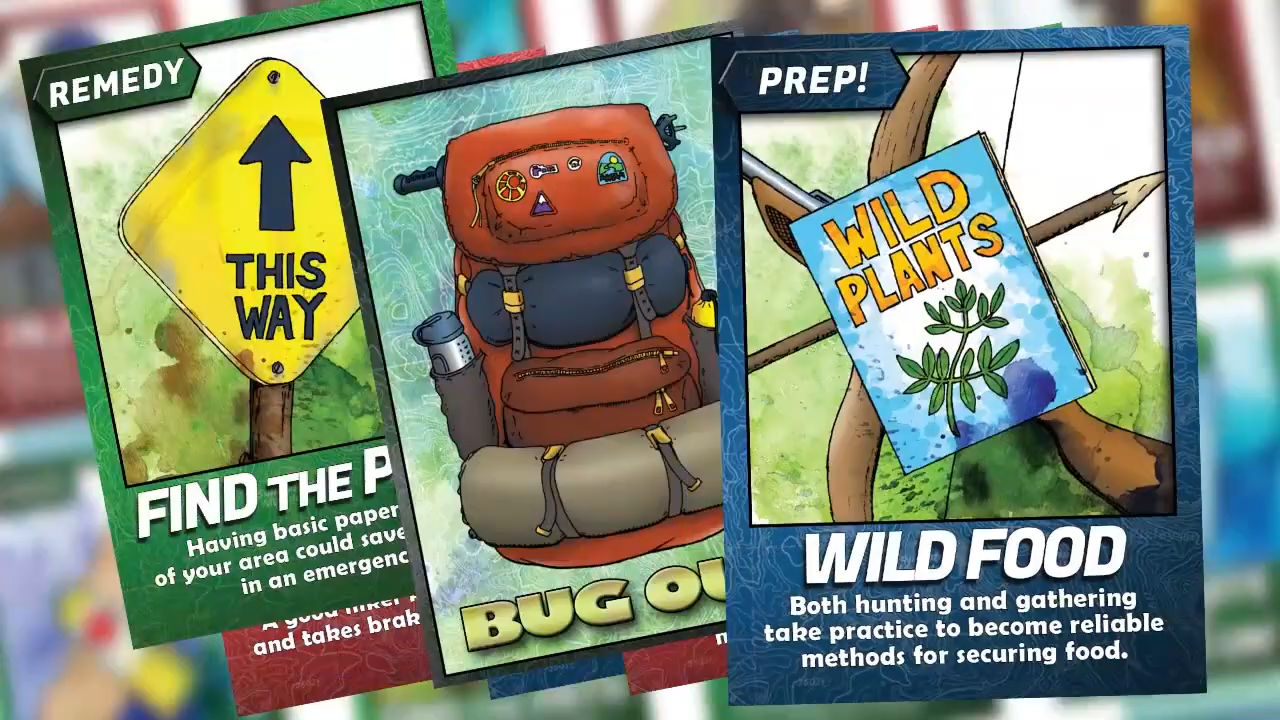 REMEDY
THIS
WAY
FIND THE P
Having basic paper
of your area could save
in an emergenc
A good hiker
and takes brak
BUG OU
PREP!
WILD
PLANTS
WILD FOOD
Both hunting and gathering
take practice to become reliable
methods for securing food.